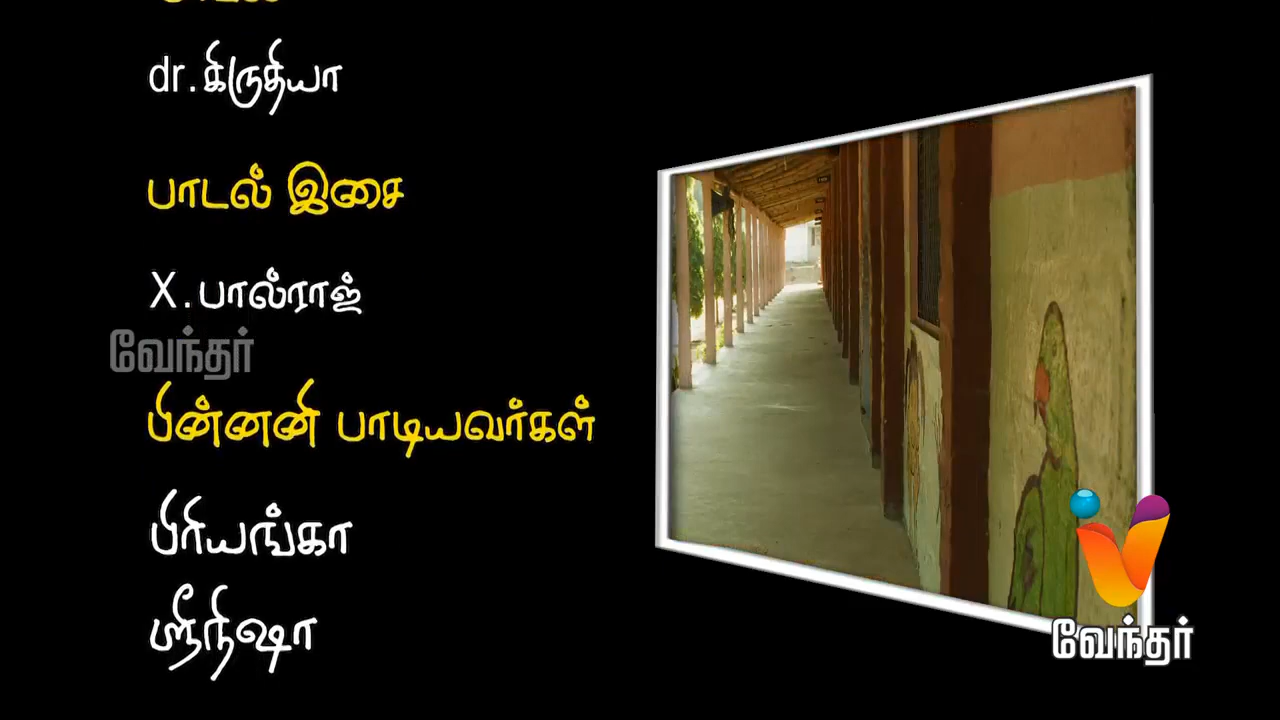 dr.கிருதியா
பாடல் இசை
X.பால்ராஜ்
வேந்தர்
பின்னனி பாடியவர்கள்
பிரியங்கா
ஸ்ரீநிஷா
வேந்தர்